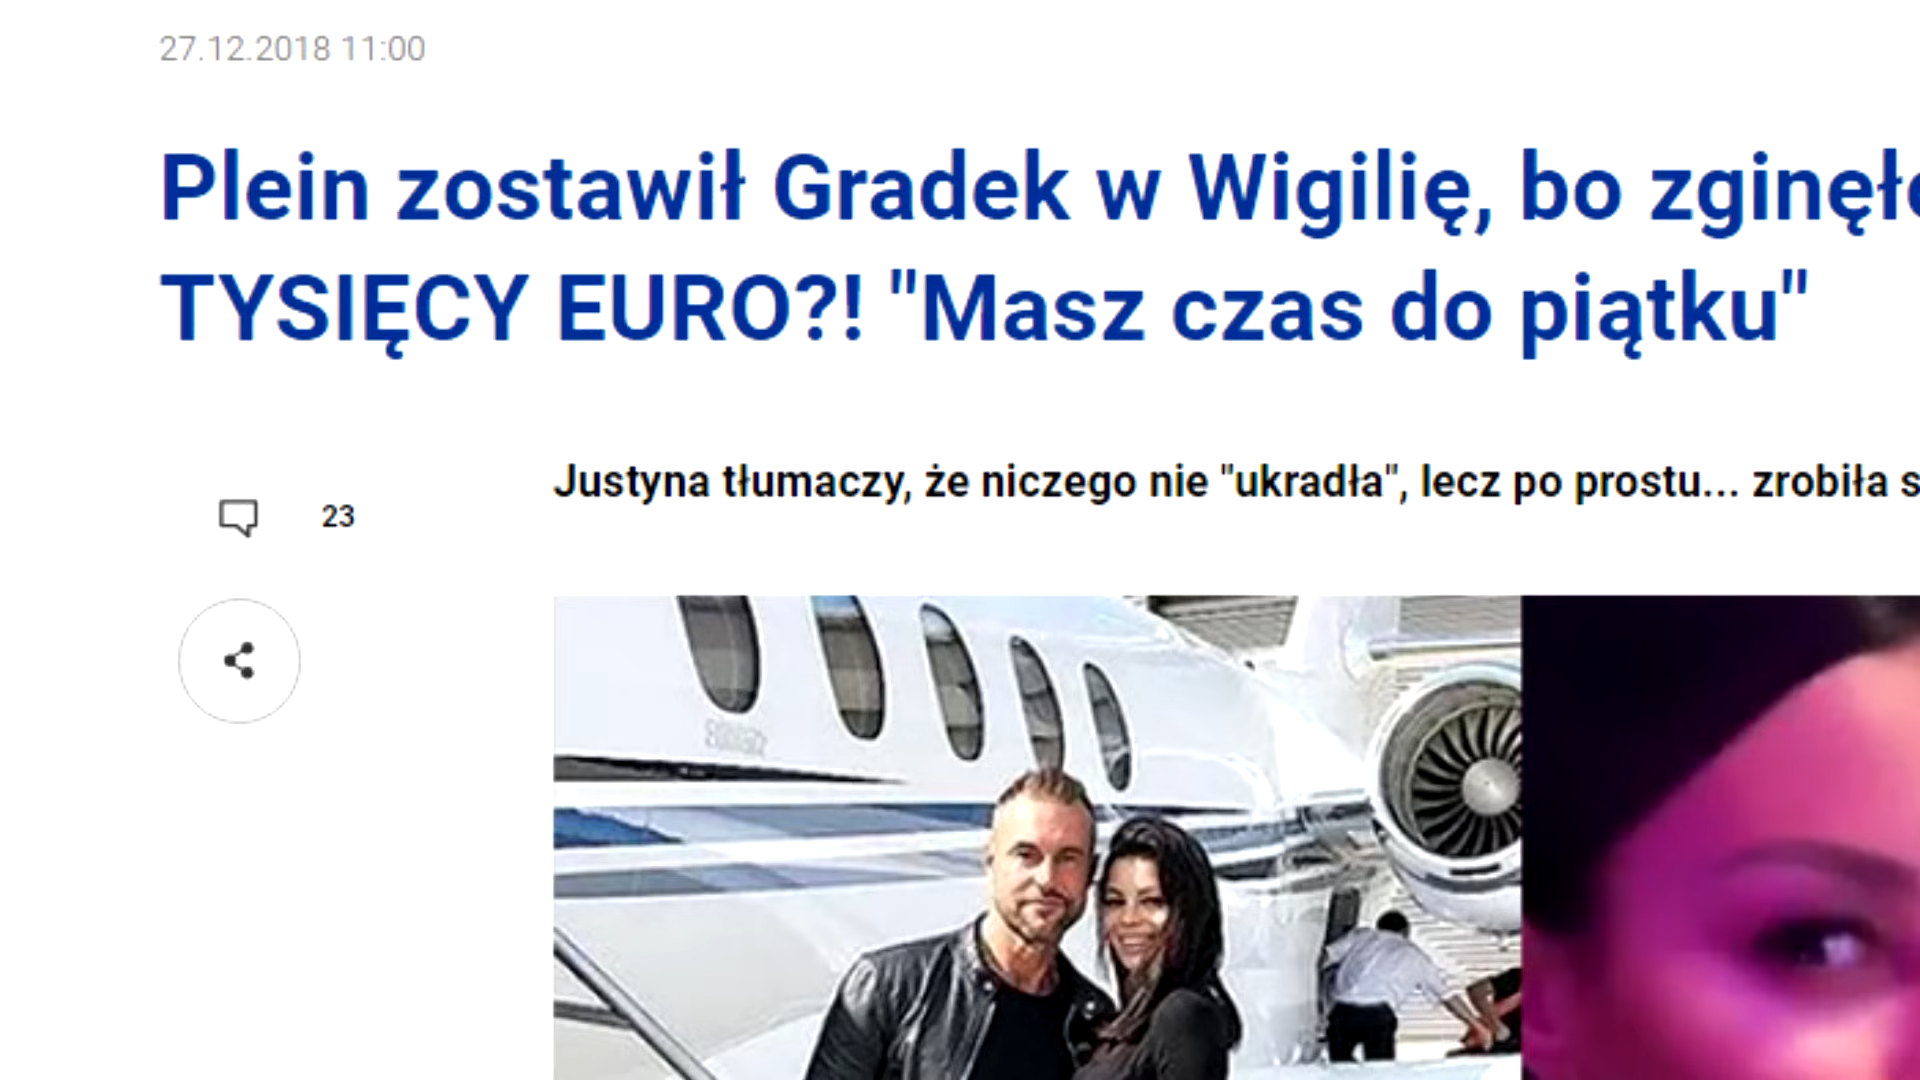 27.12.2018 11:00
Plein zostawił Gradek w Wigilię, bo zginęło
TYSIĘCY EURO?! "Masz czas do piątku"
Justyna tłumaczy, że niczego nie "ukradła", lecz po prostu... zrobiła s
23